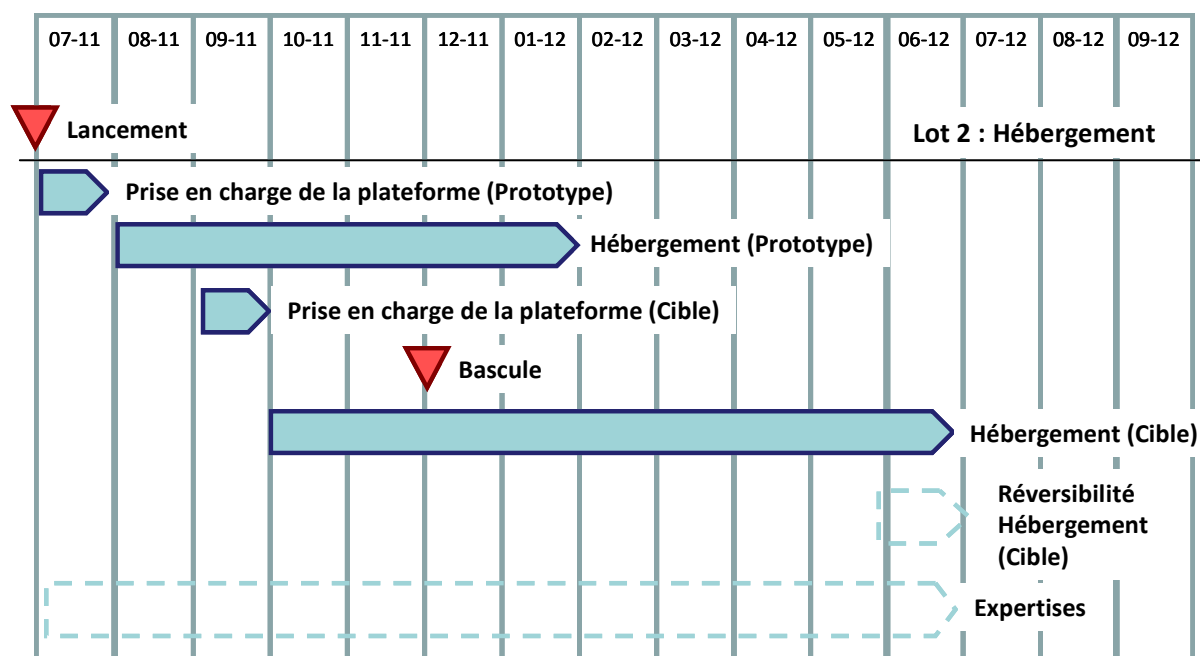 07-11 08-11 09-11 10-11 11-11 12-11 01-12 02-12 03-12 04-12 05-12 06-12 07-12 08-12 09-12
Lancement
Lot 2 : Hébergement
Prise en charge de la plateforme (Prototype)
Hébergement (Prototype)
Prise en charge de la plateforme (Cible)
Bascule
Hébergement (Cible)
Réversibilité
Hébergement
(Cible)
Expertises